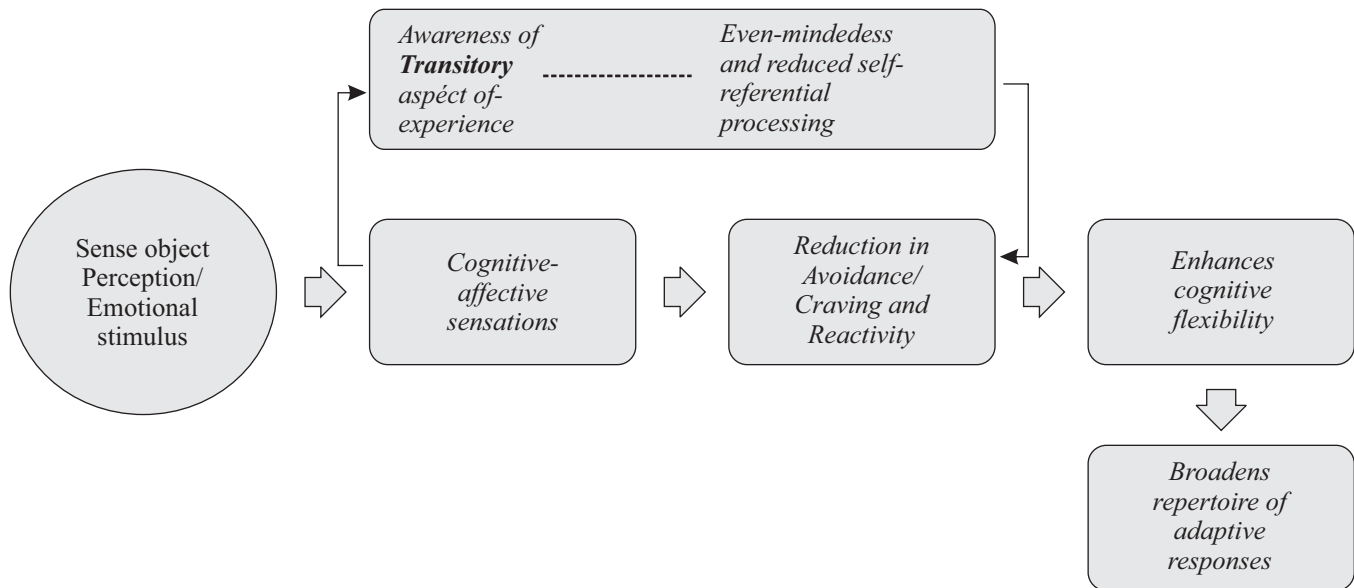 Awareness of
Transitory
aspéct of-
experience
Even-mindedess
and reduced self-
referential
processing
Sense object
Perception/
Emotional
stimulus
Cognitive-
affective
sensations
Reduction in
Avoidance/
Craving and
Reactivity
Enhances
cognitive
flexibility
Broadens
repertoire of
adaptive
responses